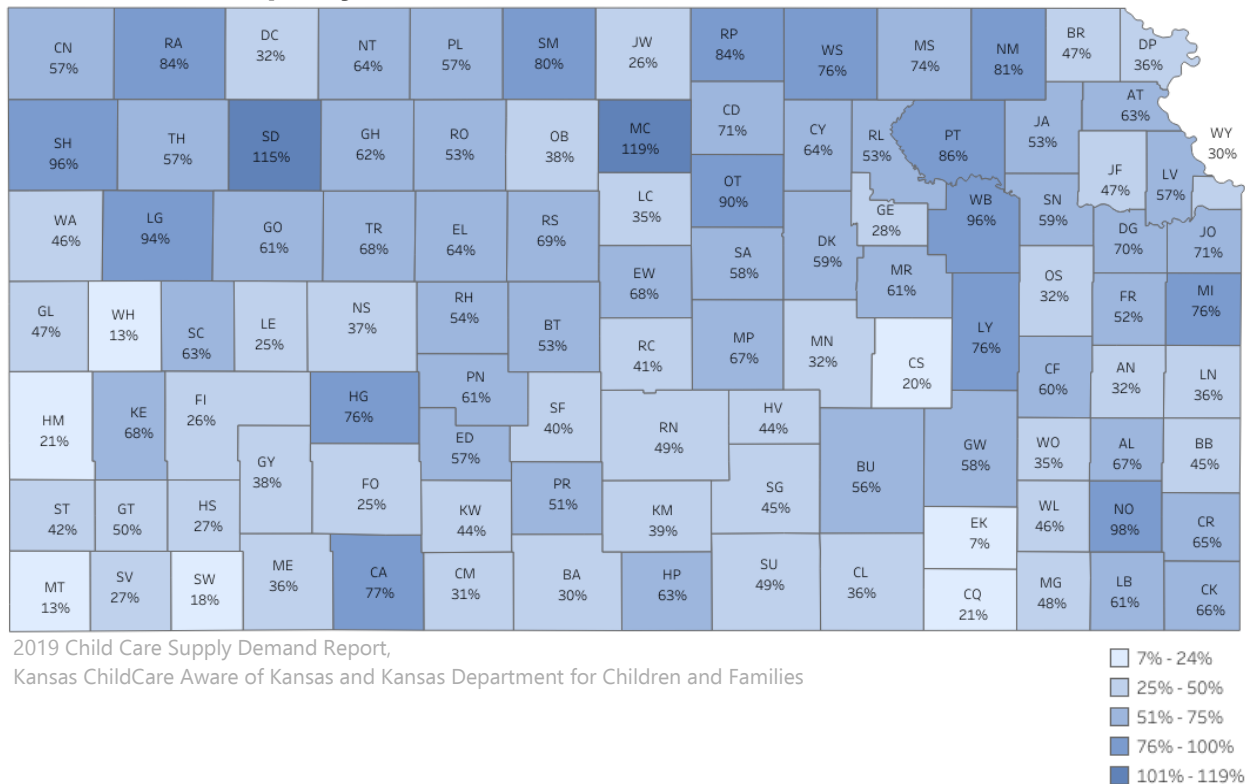 CN
57%
RA
84%
DC
32%
NT
64%
PL
57%
SM
80%
JW
26%
RP
84%
WS
76%
MS
74%
NM
81%
BR
47%
DP
36%
SH
96%
TH
57%
SD
115%
GH
62%
RO
53%
OB
38%
MC
119%
CD
71%
CY
64%
RL
53%
PT
86%
JA
53%
AT
63%
WY
30%
JF
47%
LV
57%
WA
46%
LG
94%
GO
61%
TR
68%
EL
64%
RS
69%
LC
35%
OT
90%
GE
28%
WB
96%
SN
59%
DG
70%
JO
71%
EW
68%
SA
58%
DK
59%
MR
61%
OS
32%
GL
47%
WH
13%
SC
63%
LE
25%
NS
37%
RH
54%
BT
53%
RC
41%
MP
67%
MN
32%
CS
20%
LY
76%
FR
52%
MI
76%
CF
60%
AN
32%
LN
36%
HM
21%
KE
68%
FI
26%
HG
76%
PN
61%
SF
40%
RN
49%
HV
44%
GY
38%
ED
57%
BU
56%
GW
58%
WO
35%
AL
67%
BB
45%
ST
42%
GT
50%
HS
27%
FO
25%
KW
44%
PR
51%
KM
39%
SG
45%
EK
7%
WL
46%
NO
98%
CR
65%
MT
13%
SV
27%
SW
18%
ME
36%
CA
77%
CM
31%
BA
30%
HP
63%
SU
49%
CL
36%
CQ
21%
MG
48%
LB
61%
CK
66%
2019 Child Care Supply Demand Report,
Kansas ChildCare Aware of Kansas and Kansas Department for Children and Families
7% - 24%
25% - 50%
51% - 75%
76% - 100%
101% - 119%